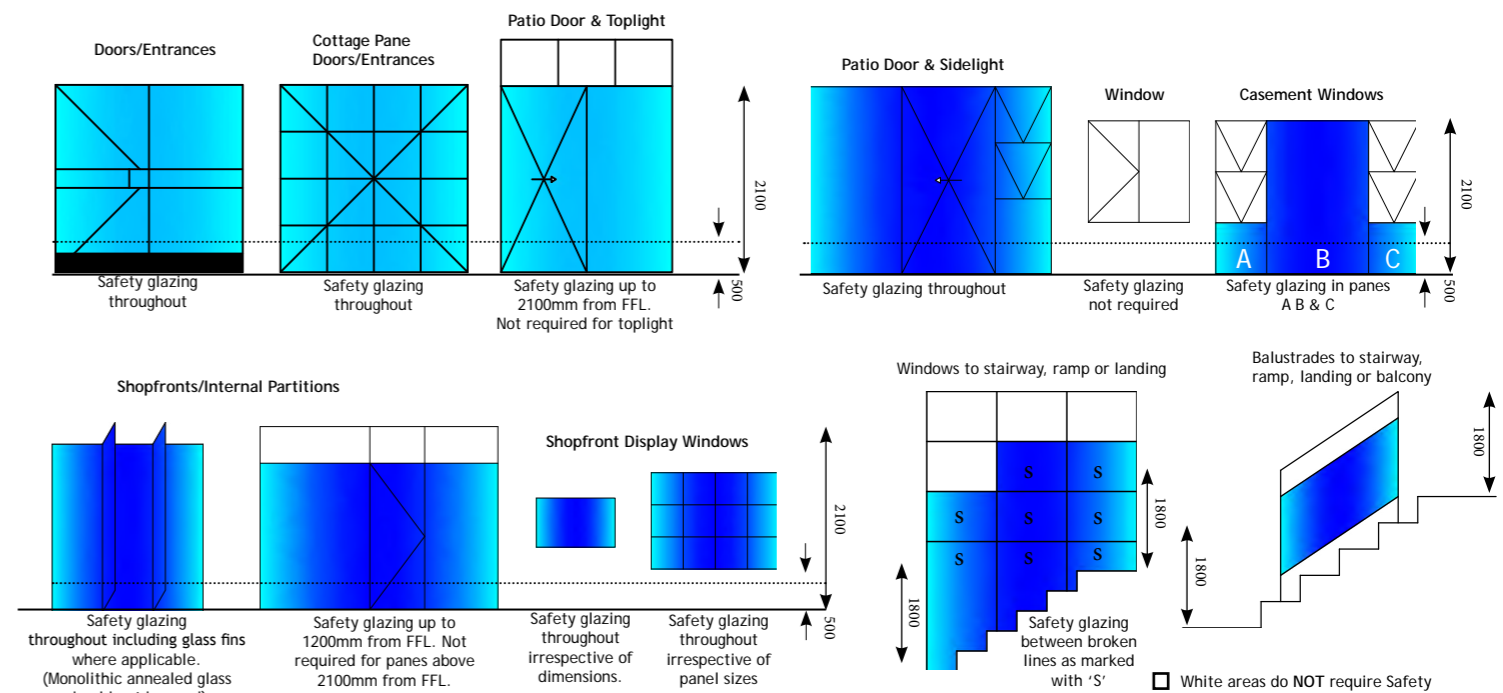 Patio Door & Toplight
Doors/Entrances
Cottage Pane
Doors/Entrances
Patio Door & Sidelight
Window
Casement Windows
2100
2100
A
B
C
500
500
Safety glazing
throughout
Safety glazing
throughout
Safety glazing up to
2100mm from FFL.
Not required for toplight
Safety glazing throughout
Safety glazing
not required
Safety glazing in panes
A B & C
Shopfronts/Internal Partitions
Shopfront Display Windows
Windows to stairway, ramp or landing
Balustrades to stairway,
ramp, landing or balcony
2100
500
S
S
S
S
S
S
S
S
1800
1800
1800
1800
Safety glazing
throughout including glass fins
where applicable.
(Monolithic annealed glass
Safety glazing up to
1200mm from FFL. Not
required for panes above
2100mm from FFL.
Safety glazing
throughout
irrespective of
dimensions.
Safety glazing
throughout
irrespective of
panel sizes
Safety glazing
between broken
lines as marked
with ‘S’
White areas do NOT require Safety